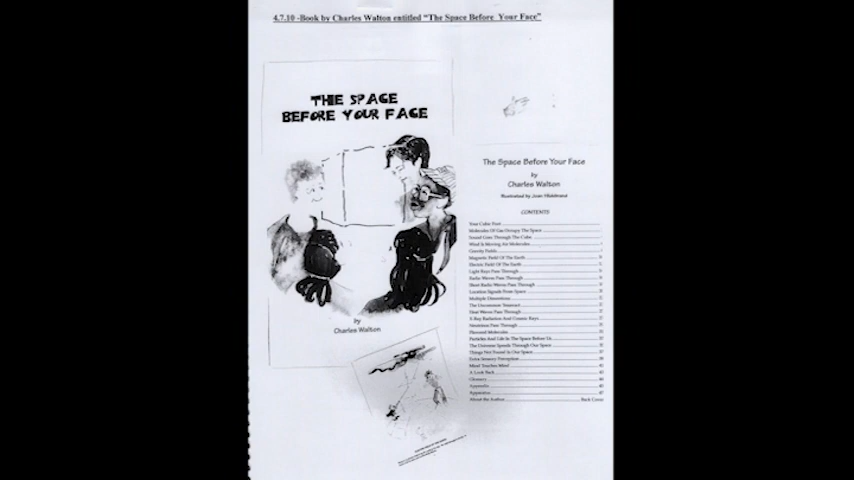 4.7.10 -Book by Charles Walton entitled "The Space Before Your Face"
THE SPACE
BEFORE YOUR FACE
by
Charles Walton
The Space Before Your Face
by
Charles Walton
Illustrated by Joan
CONTENTS
Your Cubic Foot
Molecules Of Gas Occupy The Space
Sound Goes Through The Cube
Wind Is Moving Air Molecules
Gravity Fields
Magnetic Field Of The Earth
Electric Field Of The Earth
Light Rays Pass Through
Radio Waves Pass Through
Short Radio Waves Pass Through
Location Signals From Space
Multiple Dimensions
The Uncommon Tesseract
Heat Waves Pass Through
X-Ray Radiation And Cosmic Rays
Neutrinos Pass Through
Flavored Molecules
Particles And Life In The Space Before Us
The Universe Speeds Through Our Space
Things Not Found In Our Space
Extra Sensory Perception
Mind Touches Mind
A Look Back
Glossary
Appendix
Apparatus
About the Author Back Cover